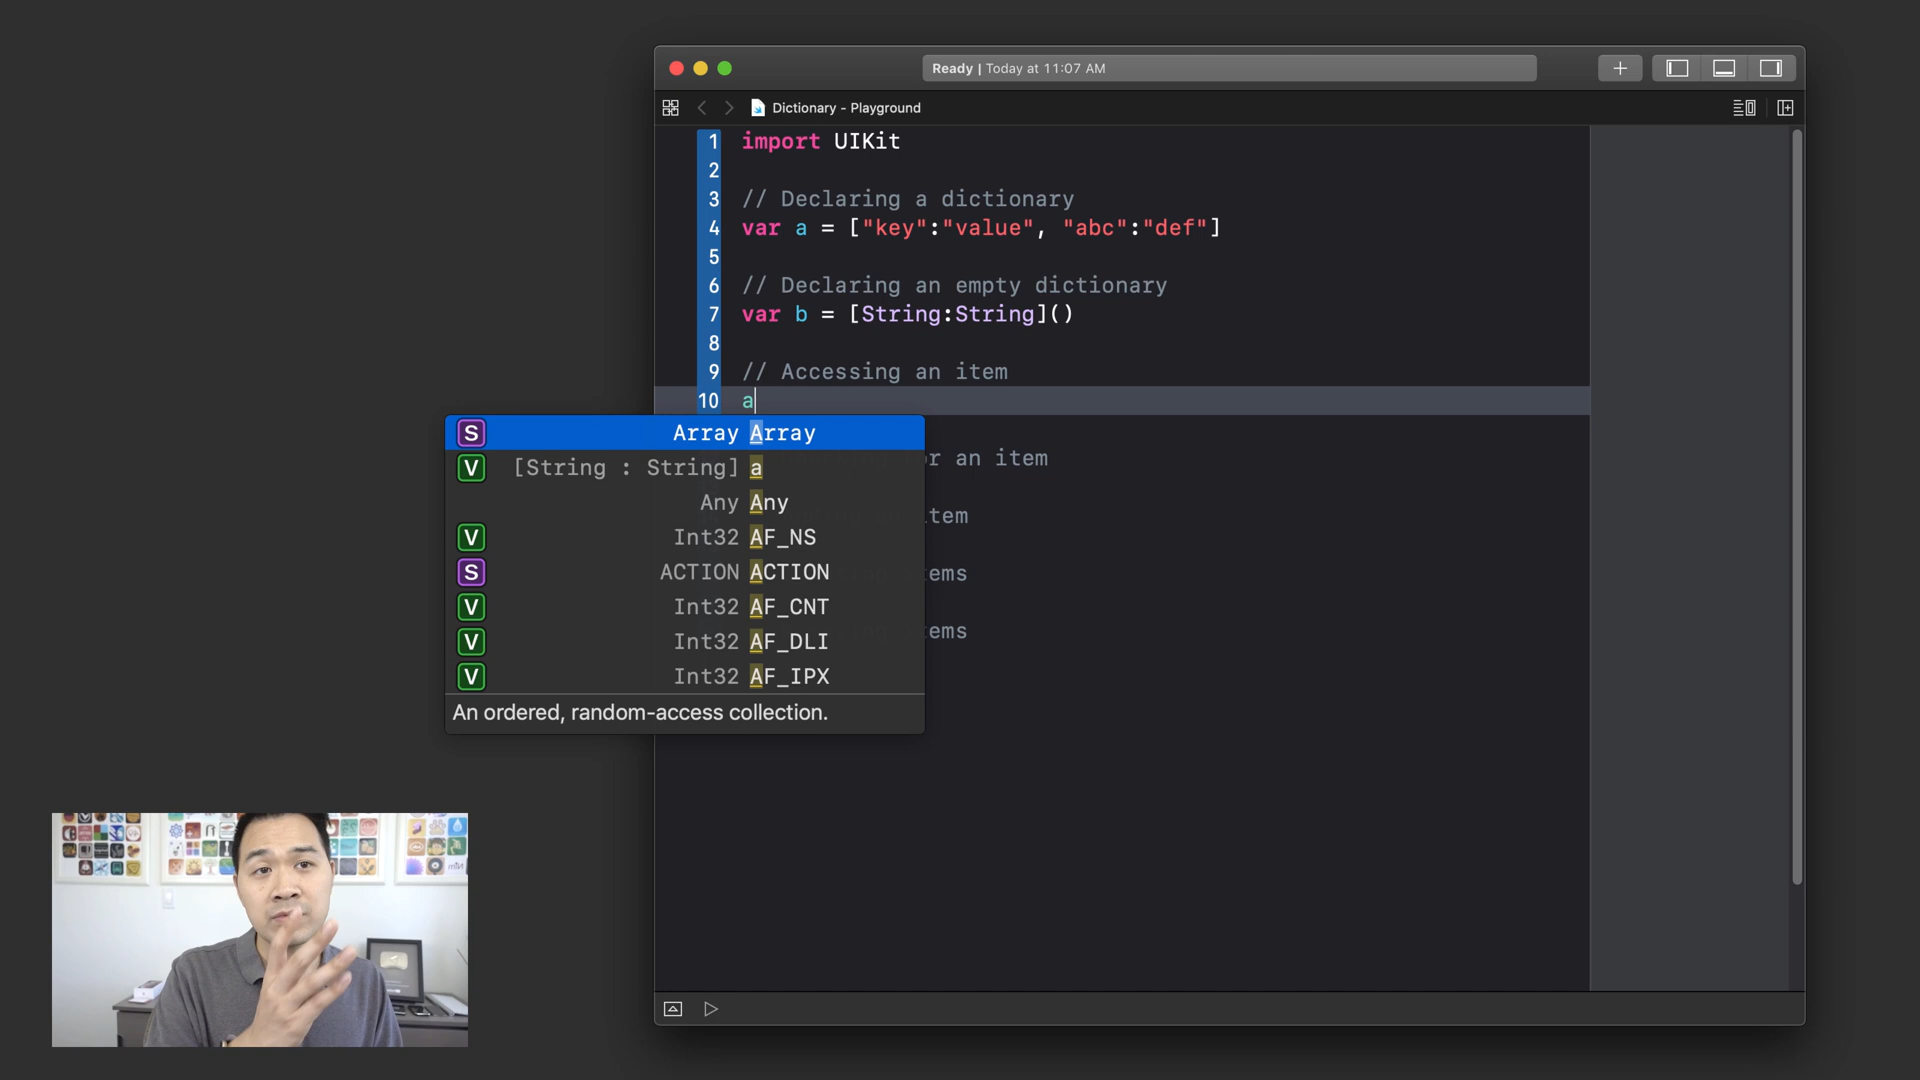 Ready | Today at 11:07 AM
Dictionary - Playground
1 import UIKit
2
3 // Declaring a dictionary
4 var a = ["key":"value", "abc":"def"]
5
6 // Declaring an empty dictionary
7 var b = [String:String]()
8
9 // Accessing an item
10 a
S Array Array
V [String : String] a
Any Any
V Int32 AF_NS
S ACTION ACTION
V Int32 AF_CNT
V Int32 AF_DLI
V Int32 AF_IPX
An ordered, random-access collection.
r an item
tem
tems
tems